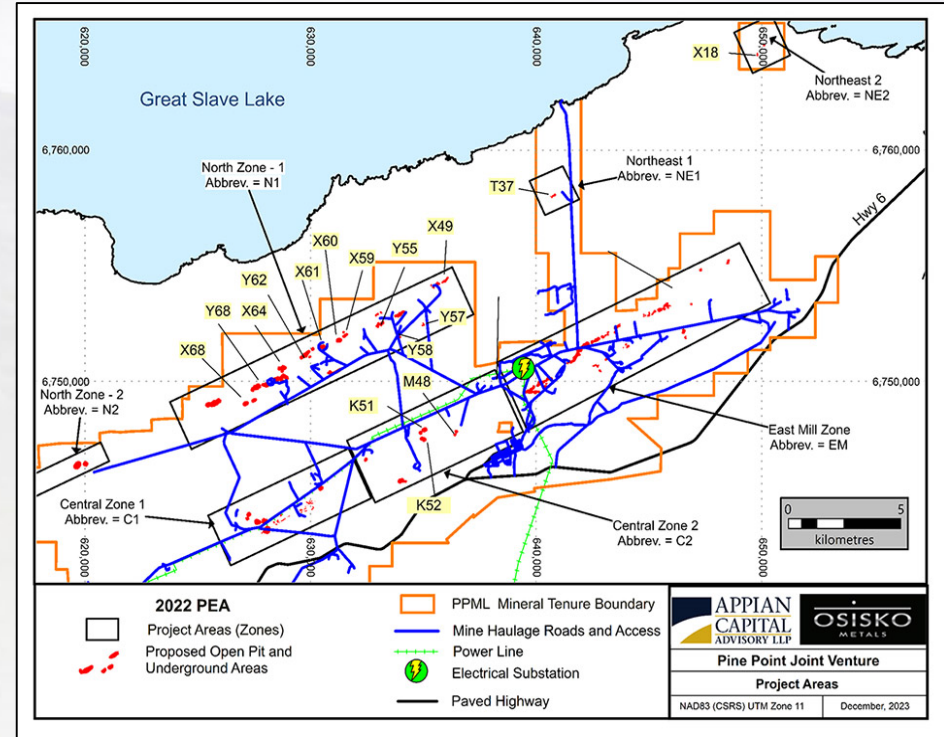 620,000
630,000
640,000
650,000
X18
Northeast 2
Abbrev. = NE2
Great Slave Lake
6,760,000
6,760,000
North Zone - 1
Abbrev. = N1
Northeast 1
Abbrev. = NE1
T37
Hwy 6
X49
X60
Y55
X59
X61
Y62
X64
Y68
Y57
X68
Y58
6,750,000
6,750,000
M48
North Zone - 2
Abbrev. = N2
K51
East Mill Zone
Abbrev. = EM
K52
Central Zone 1
Abbrev. = C1
Central Zone 2
Abbrev. = C2
0 5
kilometres
620,000
630,000
640,000
650,000
2022 PEA
Project Areas (Zones)
Proposed Open Pit and
Underground Areas
PPML Mineral Tenure Boundary
Mine Haulage Roads and Access
Power Line
Electrical Substation
Paved Highway
APPIAN
CAPITAL
ADVISORY LLP
OSISKO
METALS
Pine Point Joint Venture
Project Areas
NAD83 (CSRS) UTM Zone 11
December, 2023